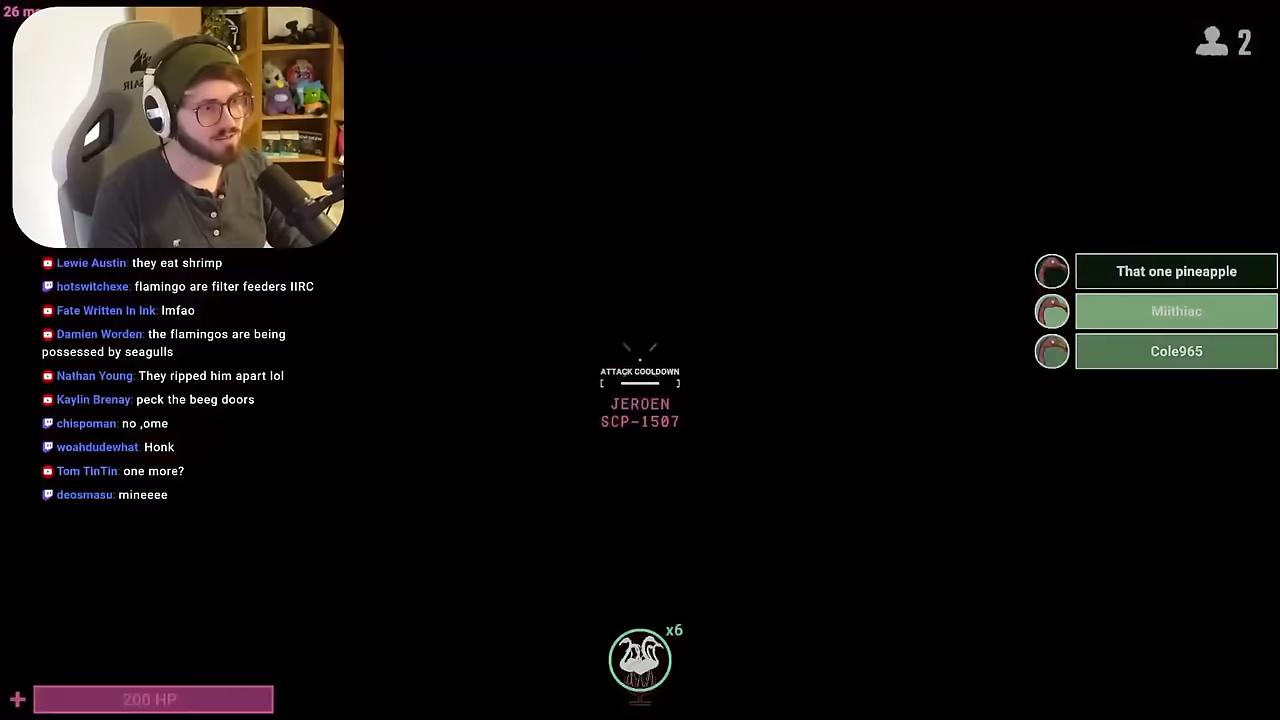 26 ms
2
Lewie Austin: they eat shrimp
hotswitchexe: flamingo are filter feeders IIRC
Fate Written In Ink: lmfao
Damien Worden: the flamingos are being
possessed by seagulls
Nathan Young: They ripped him apart lol
Kaylin Brenay: peck the beeg doors
chispoman: no ,ome
woahdudewhat: Honk
Tom TinTin: one more?
deosmasu: mineeee
That one pineapple
Miithiac
Cole965
ATTACK COOLDOWN
JEROEN
SCP-1507
x6
+ 200 HP